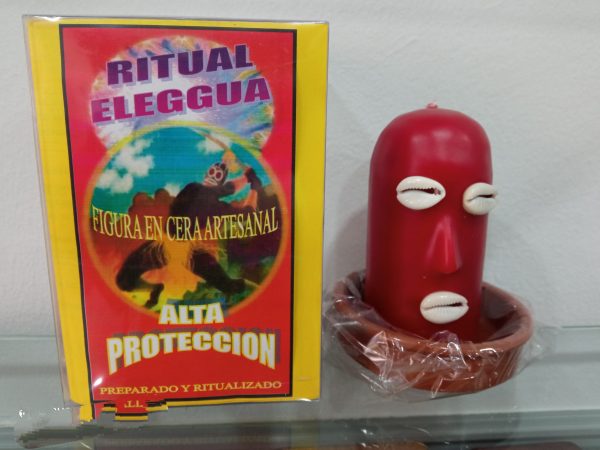 RITUAL
ELEGGUA
FIGURA EN CERA ARTESANAL
ALTA
PROTECCION
PREPARADO Y RITUALIZADO